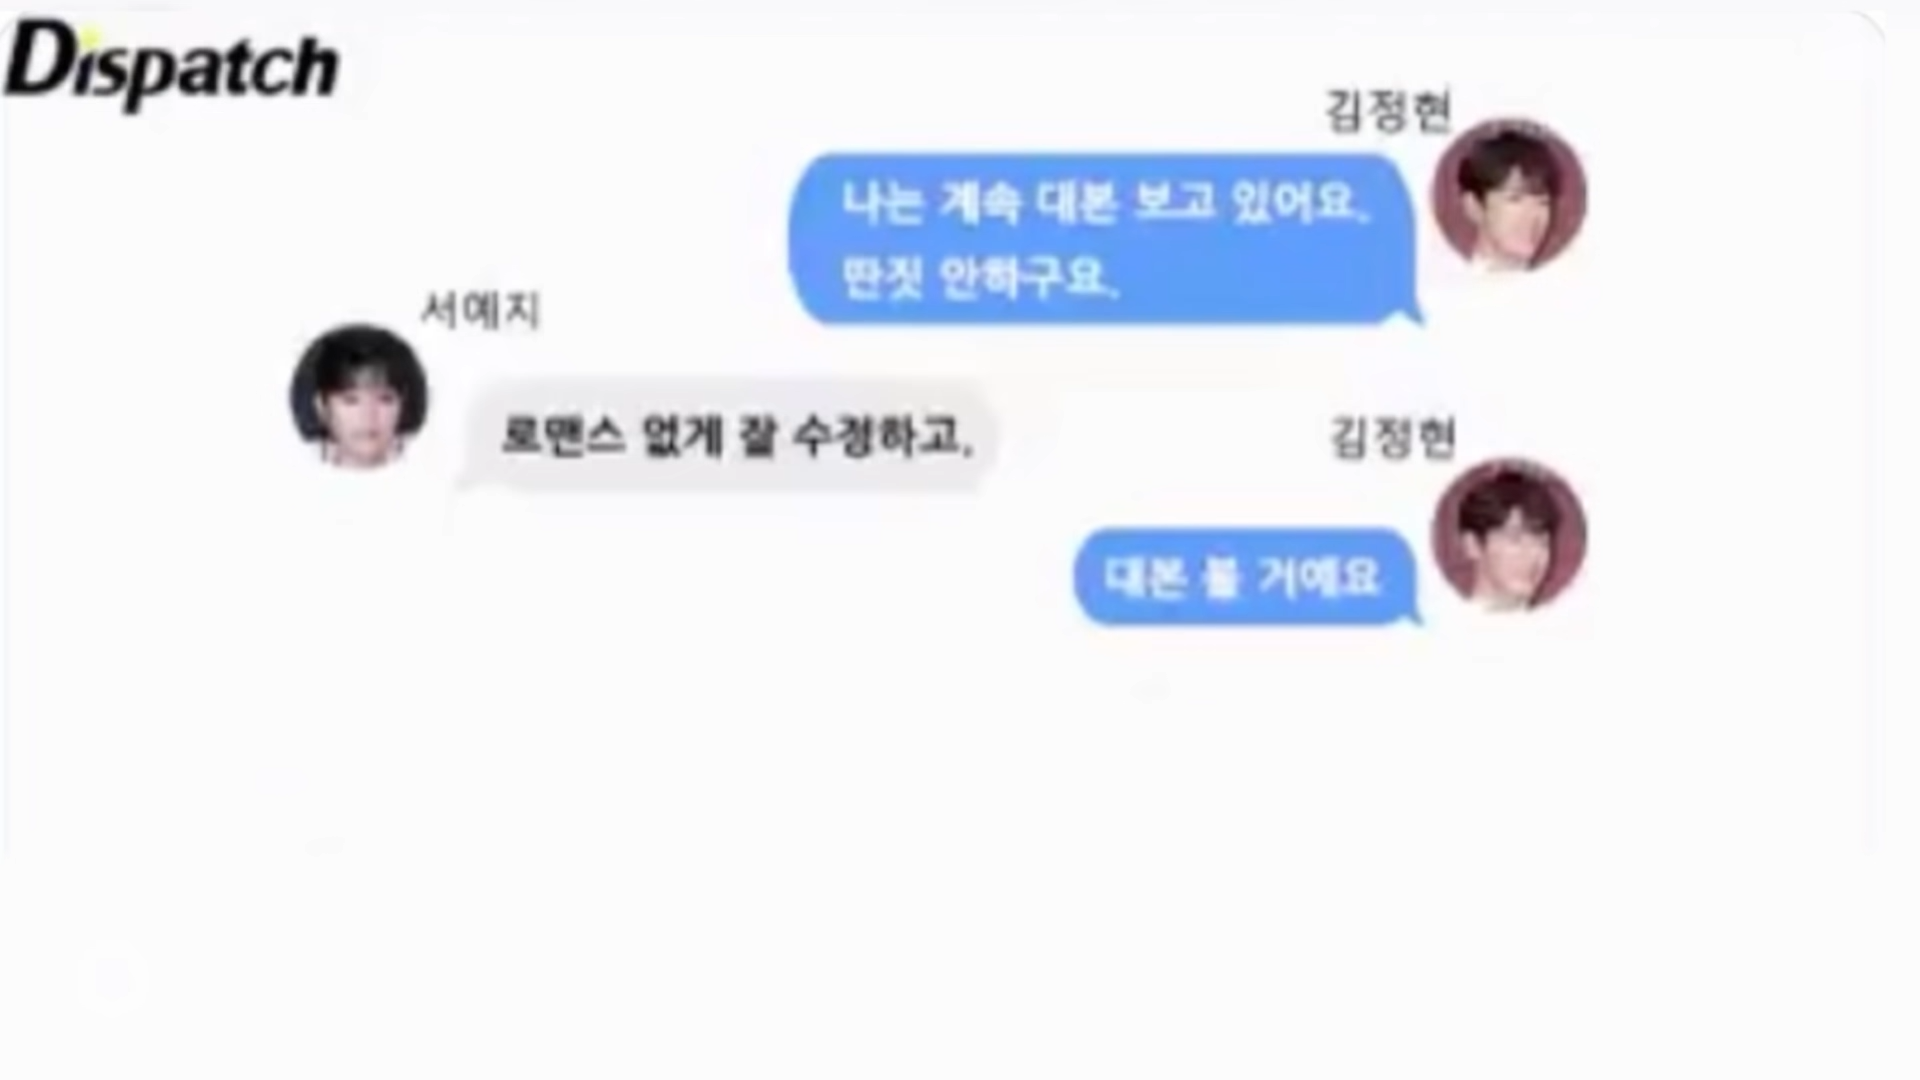 Dispatch
김정현
나는 계속 대본 보고 있어요.
딴짓 안하구요.
서예지
로맨스 없게 잘 수정하고.
김정현
대본 볼 거예요